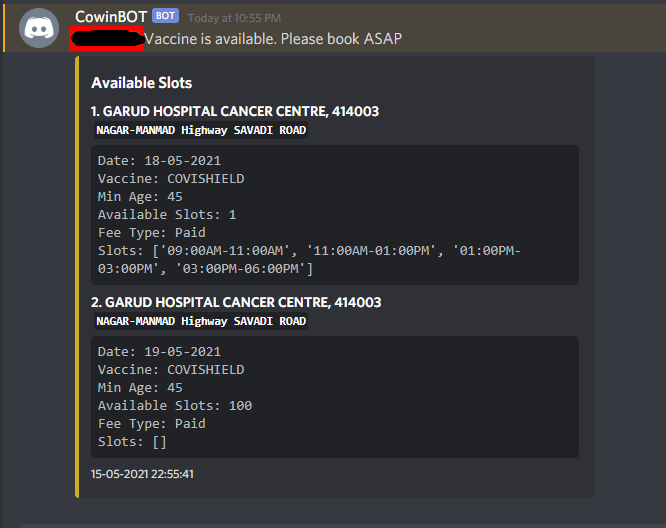 CowinBOT BOT Today at 10:55 PM
Vaccine is available. Please book ASAP
Available Slots
1. GARUD HOSPITAL CANCER CENTRE, 414003
NAGAR-MANMAD Highway SAVADI ROAD
Date: 18-05-2021
Vaccine: COVISHIELD
Min Age: 45
Available Slots: 1
Fee Type: Paid
Slots: ['09:00AM-11:00AM', '11:00AM-01:00PM', '01:00PM-
03:00PM', '03:00PM-06:00PM']
2. GARUD HOSPITAL CANCER CENTRE, 414003
NAGAR-MANMAD Highway SAVADI ROAD
Date: 19-05-2021
Vaccine: COVISHIELD
Min Age: 45
Available Slots: 100
Fee Type: Paid
Slots: []
15-05-2021 22:55:41